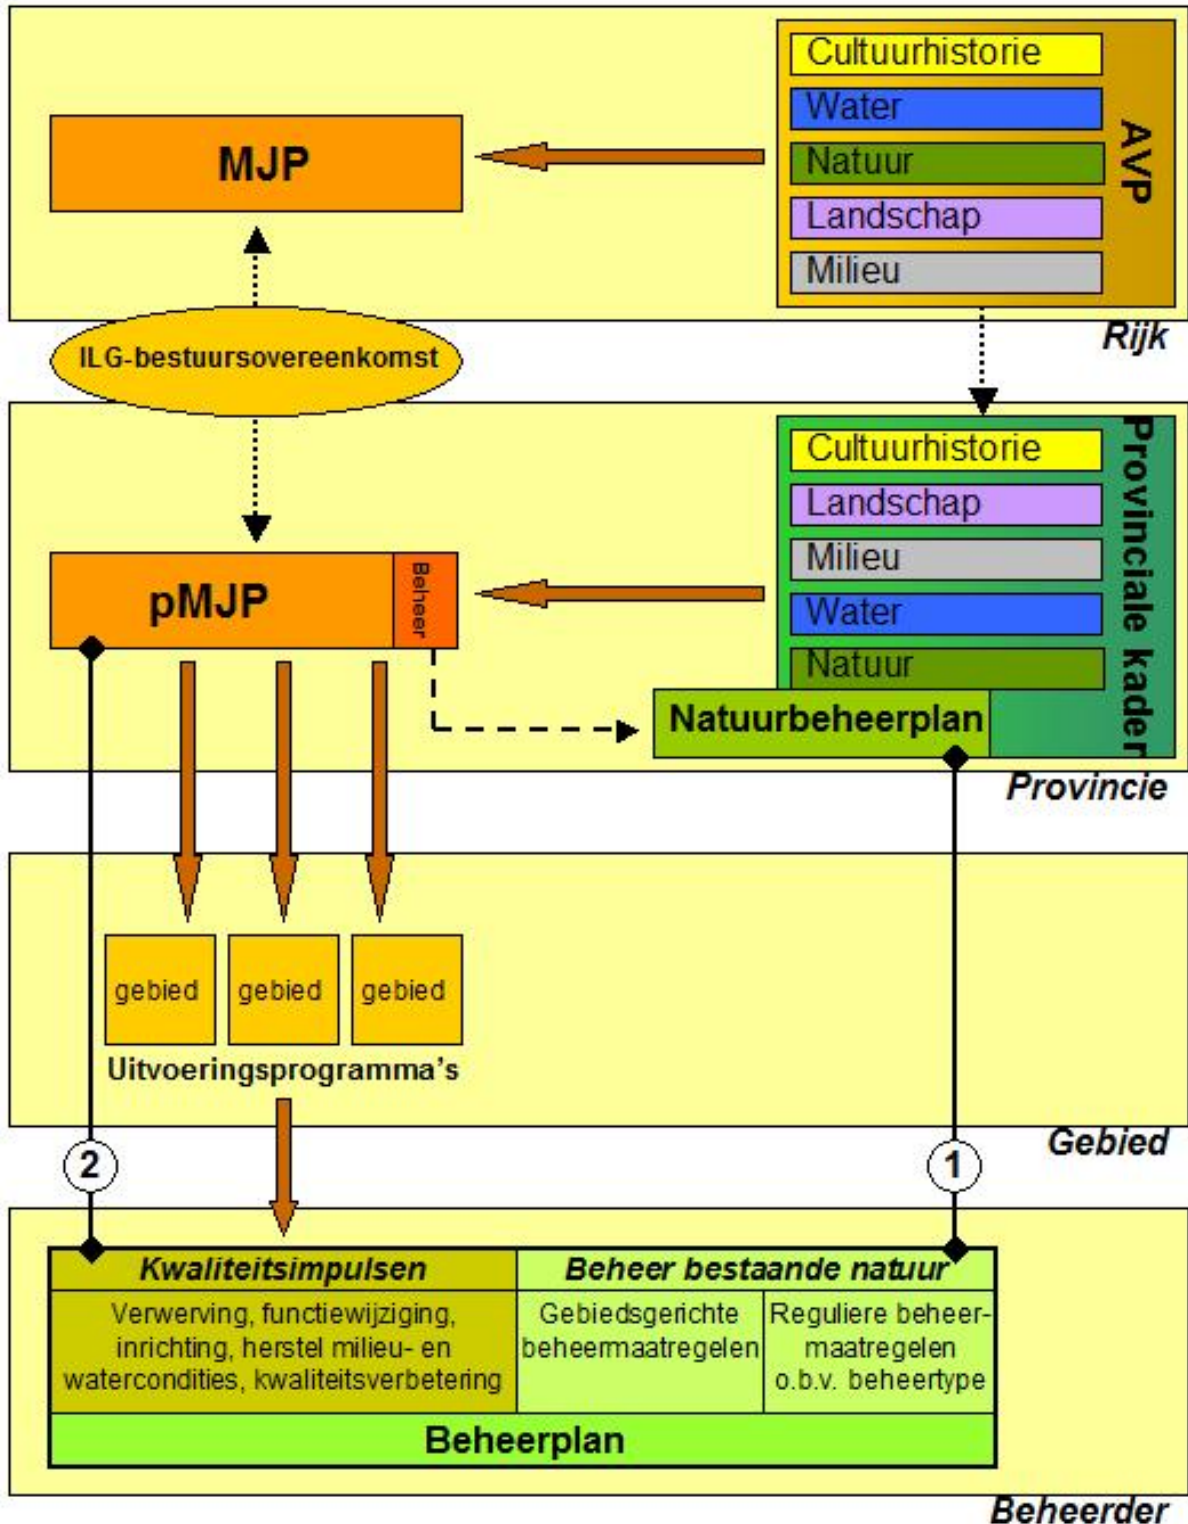 MJP
Cultuurhistorie
Water
Natuur
Landschap
Milieu
AVP
Rijk
ILG-bestuursovereenkomst
pMJP
Beheer
Cultuurhistorie
Landschap
Milieu
Water
Natuur
Provinciale kader
Natuurbeheerplan
Provincie
gebied
gebied
gebied
Uitvoeringsprogramma's
Gebied
2
1
Kwaliteitsimpulsen
Verwerving, functiewijziging,
inrichting, herstel milieu- en
watercondities, kwaliteitsverbetering
Beheer bestaande natuur
Gebiedsgerichte
beheermaatregelen
Reguliere beheer-
maatregelen
o.b.v. beheertype
Beheerplan
Beheerder